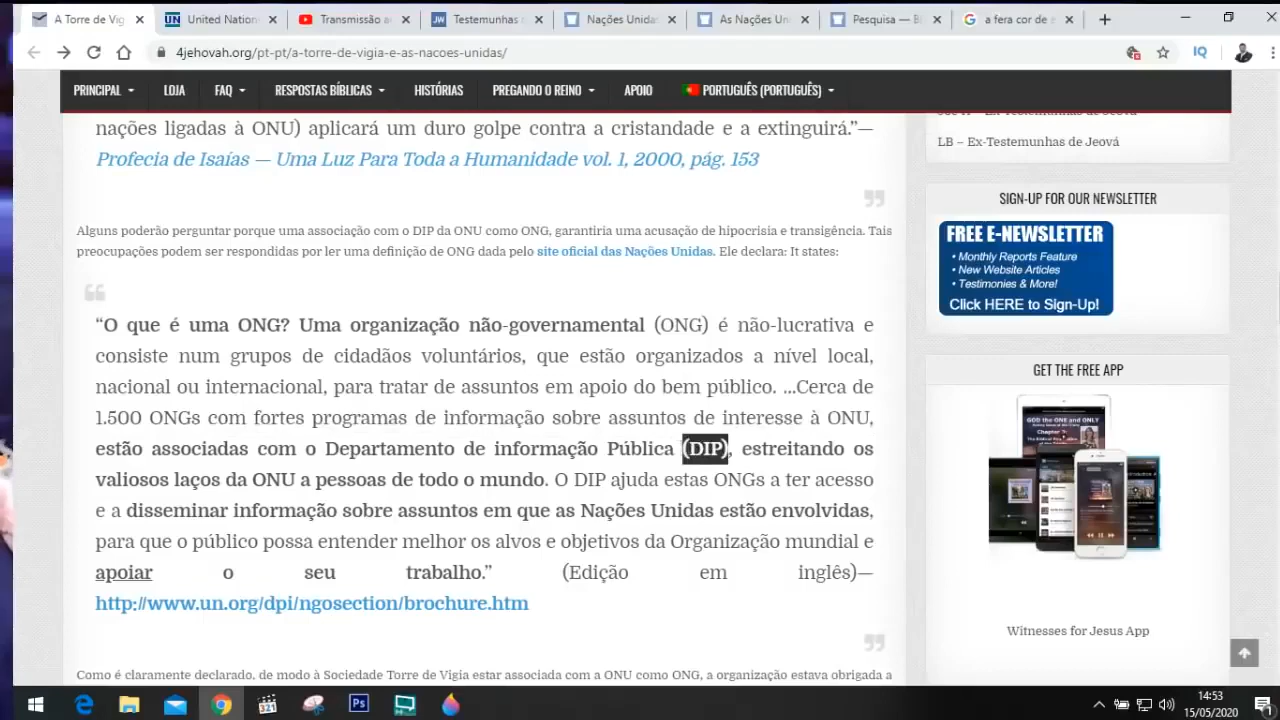 A Torre de Vig
United Nation
Transmissão a
Testemunhas
Nações Unida
As Nações Un
Pesquisa — Bi
a fera cor de e
4jehovah.org/pt-pt/a-torre-de-vigia-e-as-nacoes-unidas/
PRINCIPAL
LOJA
FAQ
RESPOSTAS BÍBLICAS
HISTÓRIAS
PREGANDO O REINO
APOIO
PORTUGUÊS (PORTUGUÊS)
nações ligadas à ONU) aplicará um duro golpe contra a cristandade e a extinguirá.”—
Profecia de Isaías — Uma Luz Para Toda a Humanidade vol. 1, 2000, pág. 153
Alguns poderão perguntar porque uma associação com o DIP da ONU como ONG, garantiria uma acusação de hipocrisia e transigência. Tais
preocupações podem ser respondidas por ler uma definição de ONG dada pelo site oficial das Nações Unidas. Ele declara: It states:
“O que é uma ONG? Uma organização não-governamental (ONG) é não-lucrativa e
consiste num grupos de cidadãos voluntários, que estão organizados a nível local,
nacional ou internacional, para tratar de assuntos em apoio do bem público. …Cerca de
1.500 ONGs com fortes programas de informação sobre assuntos de interesse à ONU,
estão associadas com o Departamento de informação Pública (DIP), estreitando os
valiosos laços da ONU a pessoas de todo o mundo. O DIP ajuda estas ONGs a ter acesso
e a disseminar informação sobre assuntos em que as Nações Unidas estão envolvidas,
para que o público possa entender melhor os alvos e objetivos da Organização mundial e
apoiar o seu trabalho.” (Edição em inglês)—
http://www.un.org/dpi/ngosection/brochure.htm
Como é claramente declarado, de modo à Sociedade Torre de Vigia estar associada com a ONU como ONG, a organização estava obrigada a
LB – Ex-Testemunhas de Jeová
SIGN-UP FOR OUR NEWSLETTER
FREE E-NEWSLETTER
• Monthly Reports Feature
• New Website Articles
• Testimonies & More!
Click HERE to Sign-Up!
GET THE FREE APP
GOD THE ONE and ONLY
Witnesses for Jesus App
14:53
15/05/2020